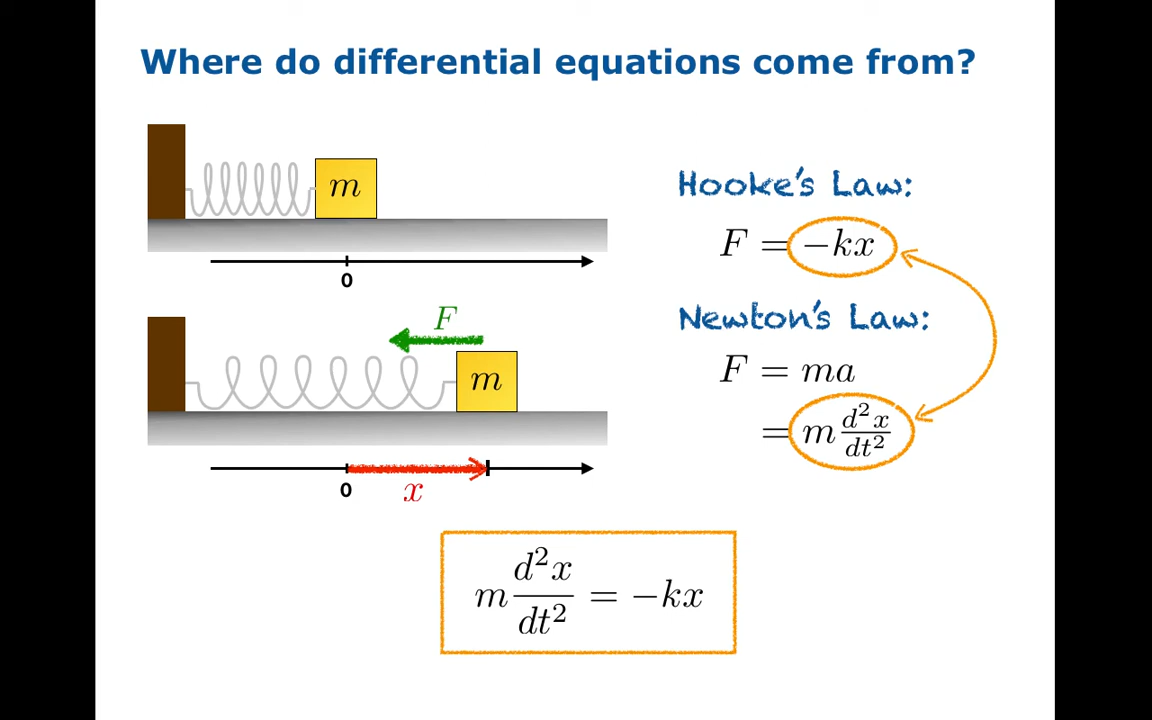 Where do differential equations come from?
m
0
F
m
0
x
Hooke's Law:
F = −kx
Newton's Law:
F = ma
= m d²x/dt²
m d²x/dt² = −kx